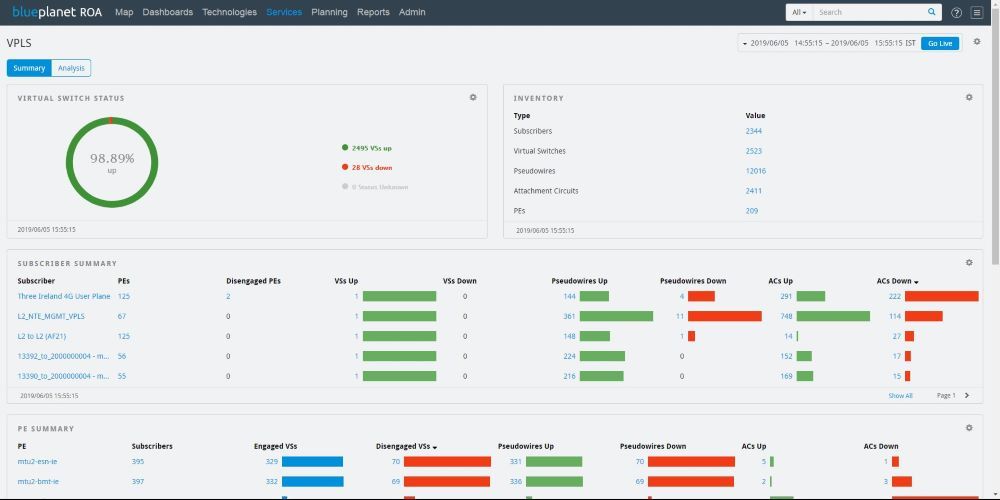 blueplanet ROA Map Dashboards Technologies Services Planning Reports Admin All Search
VPLS 2019/06/05 14:55:15 – 2019/06/05 15:55:15 IST Go Live
Summary Analysis
VIRTUAL SWITCH STATUS
98.89%
up
2495 VSs up
28 VSs down
0 Status Unknown
2019/06/05 15:55:15
INVENTORY
Type Value
Subscribers 2344
Virtual Switches 2523
Pseudowires 12016
Attachment Circuits 2411
PEs 209
2019/06/05 15:55:15
SUBSCRIBER SUMMARY
Subscriber PEs Disengaged PEs VSs Up VSs Down Pseudowires Up Pseudowires Down ACs Up ACs Down
Three Ireland 4G User Plane 125 2 1 0 144 4 291 222
L2_NTE_MGMT_VPLS 67 0 1 0 361 11 748 114
L2 to L2 (AF21) 125 0 1 0 148 1 14 27
13392_to_2000000004 - m... 56 0 1 0 224 0 152 17
13390_to_2000000004 - m... 55 0 1 0 216 0 169 15
2019/06/05 15:55:15 Show All Page 1
PE SUMMARY
PE Subscribers Engaged VSs Disengaged VSs Pseudowires Up Pseudowires Down ACs Up ACs Down
mtu2-esn-ie 395 329 70 331 70 5 1
mtu2-bmt-ie 397 332 69 336 69 2 3